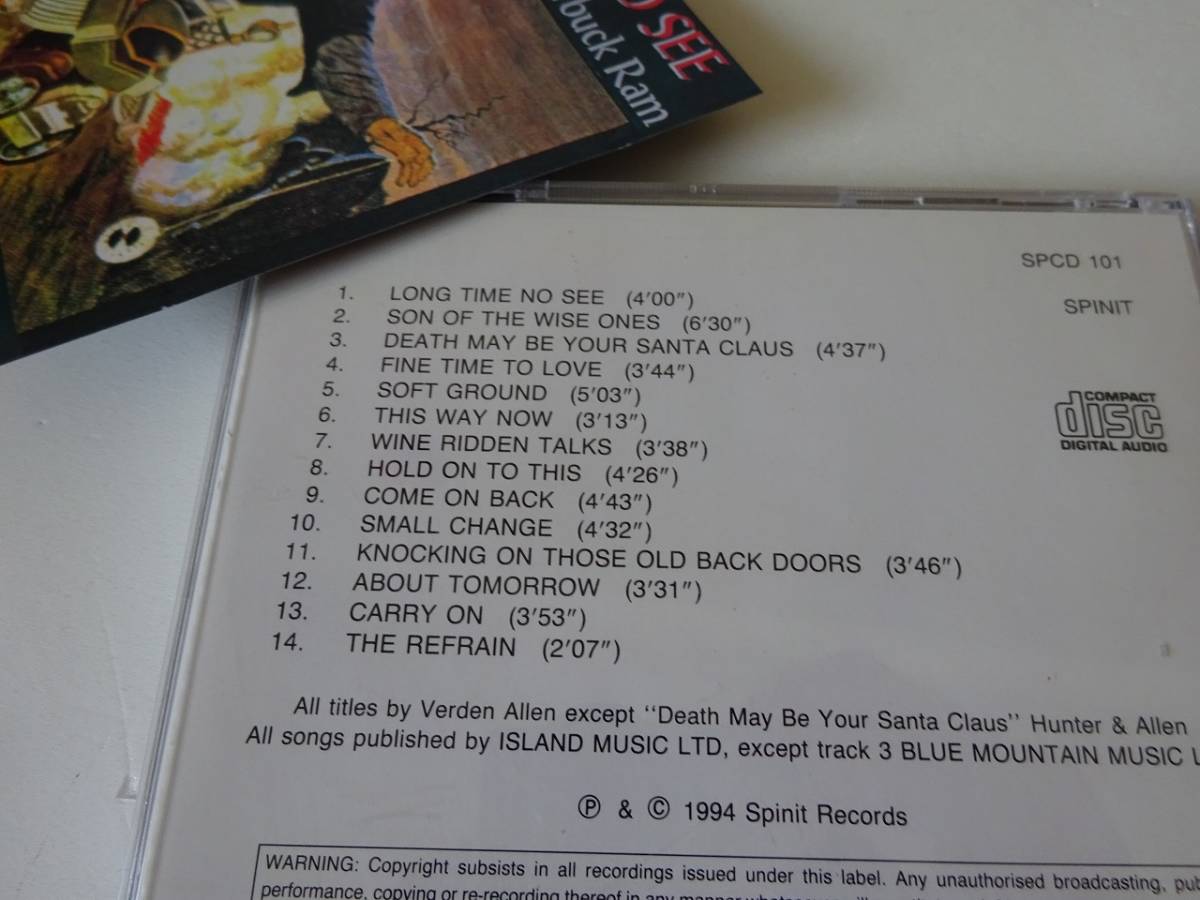 SEE
buck Ram
SPCD 101
SPINIT
1. LONG TIME NO SEE (4'00")
2. SON OF THE WISE ONES (6'30")
3. DEATH MAY BE YOUR SANTA CLAUS (4'37")
4. FINE TIME TO LOVE (3'44")
5. SOFT GROUND (5'03")
6. THIS WAY NOW (3'13")
7. WINE RIDDEN TALKS (3'38")
8. HOLD ON TO THIS (4'26")
9. COME ON BACK (4'43")
10. SMALL CHANGE (4'32")
11. KNOCKING ON THOSE OLD BACK DOORS (3'46")
12. ABOUT TOMORROW (3'31")
13. CARRY ON (3'53")
14. THE REFRAIN (2'07")
COMPACT
disc
DIGITAL AUDIO
All titles by Verden Allen except ‘‘Death May Be Your Santa Claus’’ Hunter & Allen
All songs published by ISLAND MUSIC LTD, except track 3 BLUE MOUNTAIN MUSIC L
Ⓟ & © 1994 Spinit Records
WARNING: Copyright subsists in all recordings issued under this label. Any unauthorised broadcasting, pub
performance, copying or re-recording thereof in any manner whatsoever will